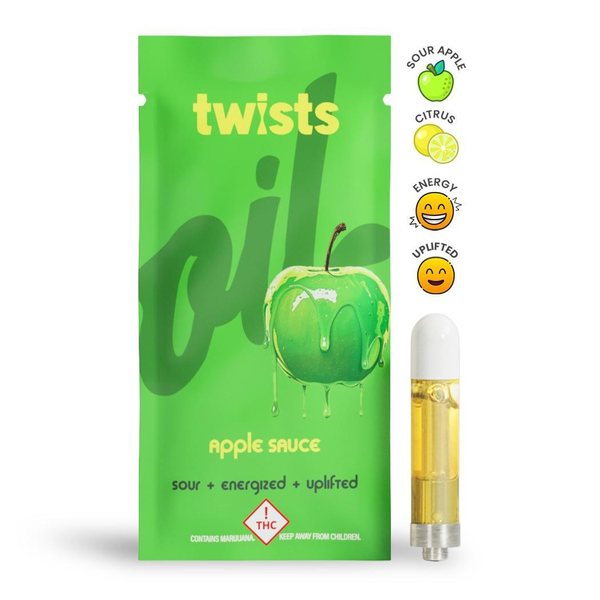 twists
oil
apple sauce
sour + energized + uplifted
!
THC
CONTAINS MARIJUANA. KEEP AWAY FROM CHILDREN.
SOUR APPLE
CITRUS
ENERGY
UPLIFTED